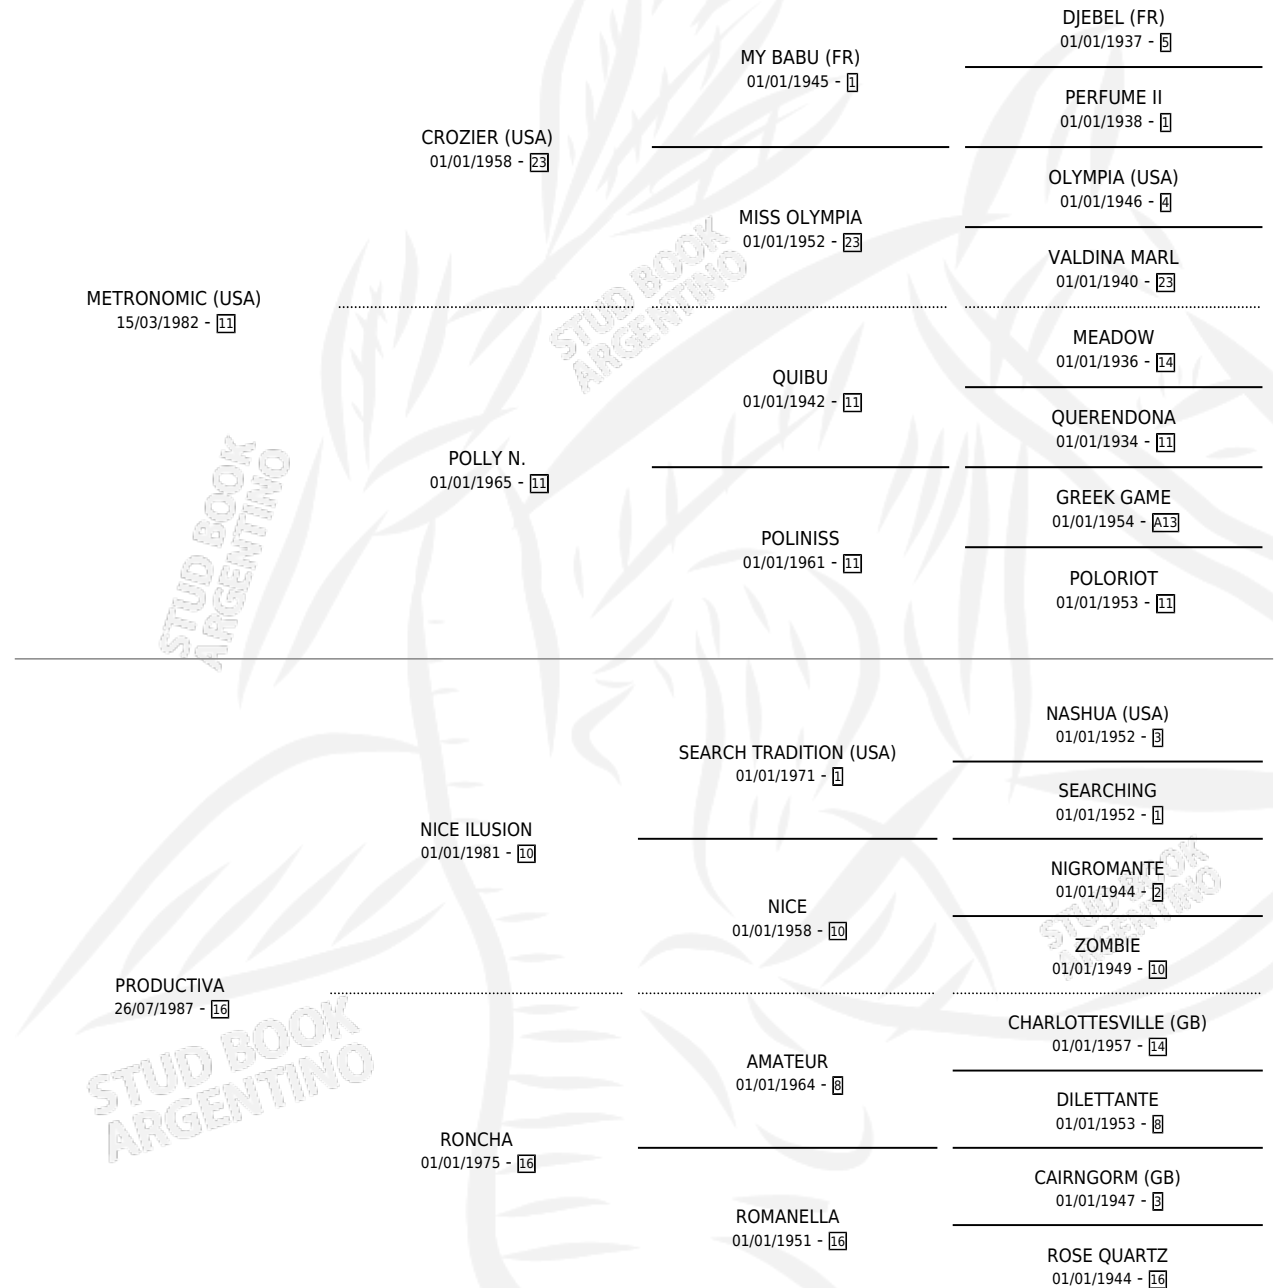 DJEBEL (FR)
01/01/1937 - 5
MY BABU (FR)
01/01/1945 - 1
PERFUME II
01/01/1938 - 1
CROZIER (USA)
01/01/1958 - 23
OLYMPIA (USA)
01/01/1946 - 4
MISS OLYMPIA
01/01/1952 - 23
VALDINA MARL
01/01/1940 - 23
METRONOMIC (USA)
15/03/1982 - 11
MEADOW
01/01/1936 - 14
QUIBU
01/01/1942 - 11
QUERENDONA
01/01/1934 - 11
POLLY N.
01/01/1965 - 11
GREEK GAME
01/01/1954 - A13
POLINISS
01/01/1961 - 11
POLORIOT
01/01/1953 - 11
NASHUA (USA)
01/01/1952 - 3
SEARCH TRADITION (USA)
01/01/1971 - 1
SEARCHING
01/01/1952 - 1
NICE ILUSION
01/01/1981 - 10
NIGROMANTE
01/01/1944 - 2
NICE
01/01/1958 - 10
ZOMBIE
01/01/1949 - 10
PRODUCTIVA
26/07/1987 - 16
CHARLOTTESVILLE (GB)
01/01/1957 - 14
AMATEUR
01/01/1964 - 8
DILETTANTE
01/01/1953 - 8
RONCHA
01/01/1975 - 16
CAIRNGORM (GB)
01/01/1947 - 3
ROMANELLA
01/01/1951 - 16
ROSE QUARTZ
01/01/1944 - 16
STUD BOOK
ARGENTINO
STUD BOOK
ARGENTINO
STUD BOOK
ARGENTINO
STUD BOOK
ARGENTINO